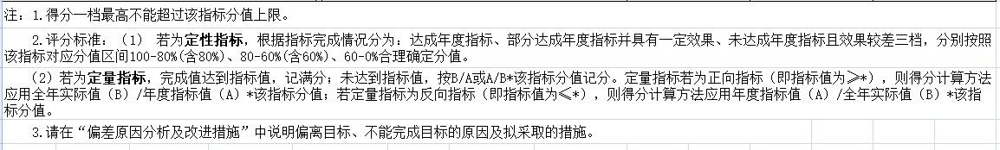 注：1.得分一档最高不能超过该指标分值上限。
2.评分标准：（1） 若为定性指标，根据指标完成情况分为：达成年度指标、部分达成年度指标并具有一定效果、未达成年度指标且效果较差三档，分别按照
该指标对应分值区间100-80%(含80%)、80-60%(含60%)、60-0%合理确定分值。
（2）若为定量指标，完成值达到指标值，记满分；未达到指标值，按B/A或A/B*该指标分值记分。定量指标若为正向指标（即指标值为≥*），则得分计算方法
应用全年实际值（B）/年度指标值（A）*该指标分值；若定量指标为反向指标（即指标值为≤*），则得分计算方法应用年度指标值（A）/全年实际值（B）*该指
标分值。
3.请在“偏差原因分析及改进措施”中说明偏离目标、不能完成目标的原因及拟采取的措施。